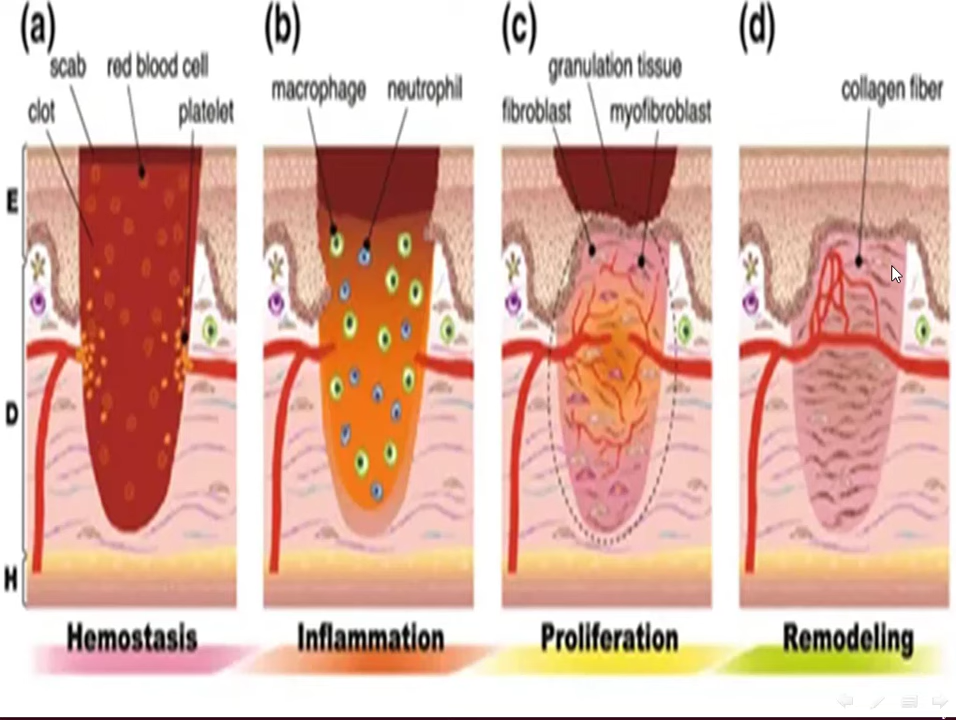 (a)
scab red blood cell
clot platelet
(b)
macrophage neutrophil
(c)
granulation tissue
fibroblast myofibroblast
(d)
collagen fiber
E
D
H
Hemostasis
Inflammation
Proliferation
Remodeling